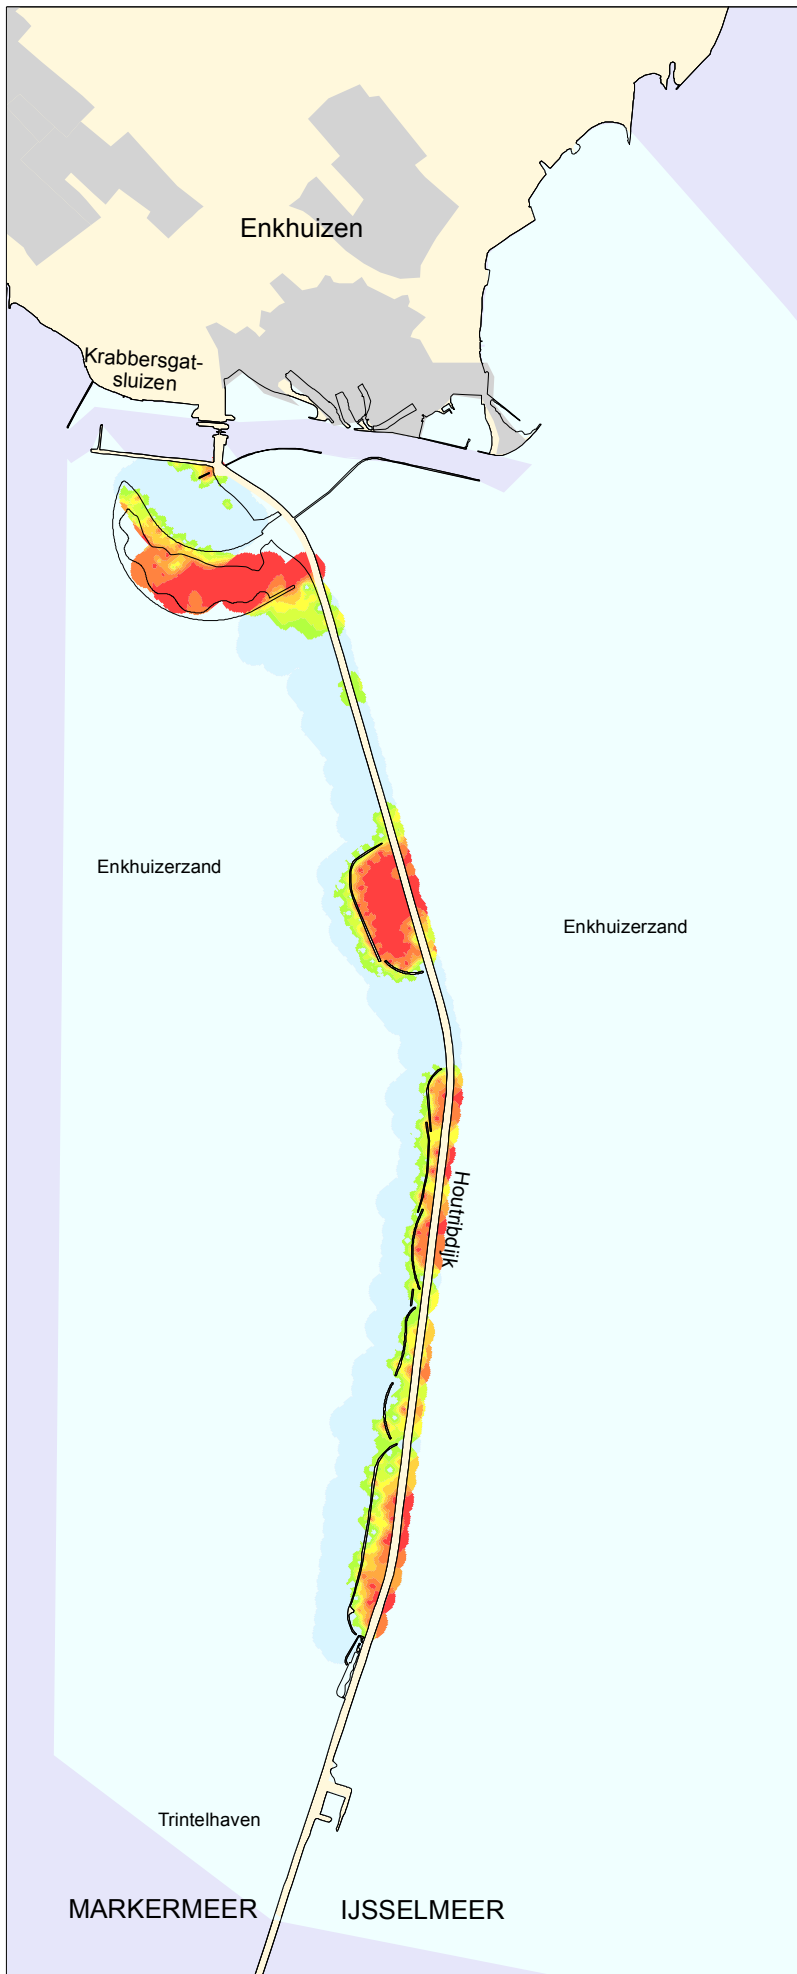 Enkhuizen
Krabbersgat-
sluizen
Enkhuizerzand
Enkhuizerzand
Houtribdijk
Trintelhaven
MARKERMEER
IJSSELMEER